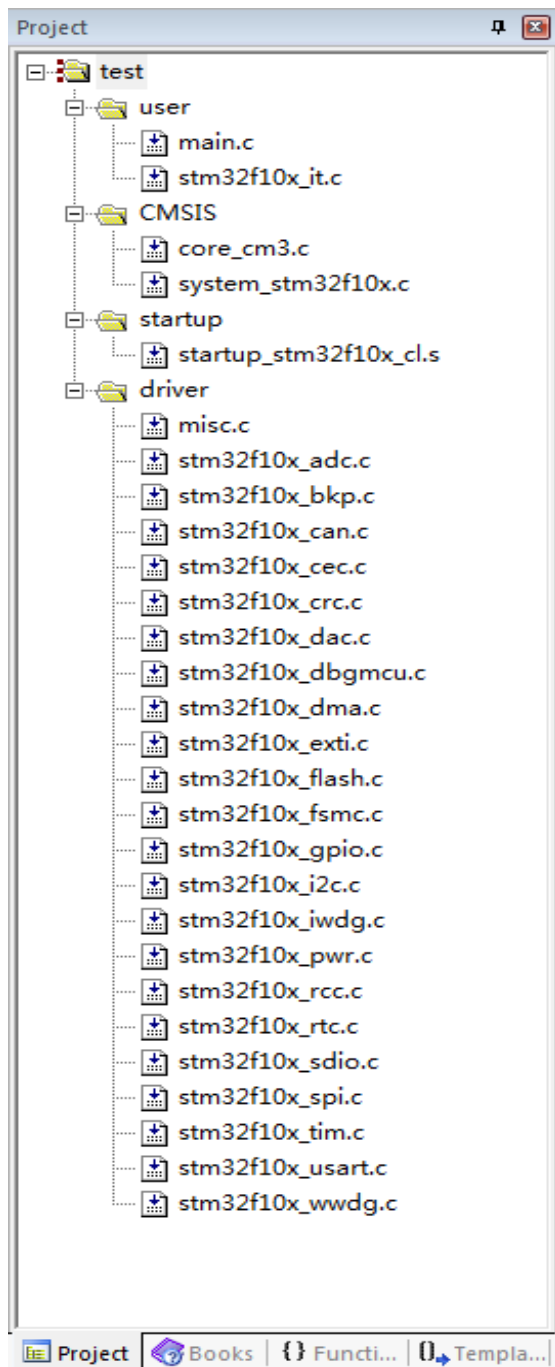 Project
test
user
main.c
stm32f10x_it.c
CMSIS
core_cm3.c
system_stm32f10x.c
startup
startup_stm32f10x_cl.s
driver
misc.c
stm32f10x_adc.c
stm32f10x_bkp.c
stm32f10x_can.c
stm32f10x_cec.c
stm32f10x_crc.c
stm32f10x_dac.c
stm32f10x_dbgmcu.c
stm32f10x_dma.c
stm32f10x_exti.c
stm32f10x_flash.c
stm32f10x_fsmc.c
stm32f10x_gpio.c
stm32f10x_i2c.c
stm32f10x_iwdg.c
stm32f10x_pwr.c
stm32f10x_rcc.c
stm32f10x_rtc.c
stm32f10x_sdio.c
stm32f10x_spi.c
stm32f10x_tim.c
stm32f10x_usart.c
stm32f10x_wwdg.c
Project Books {} Functi... 0 Templa...